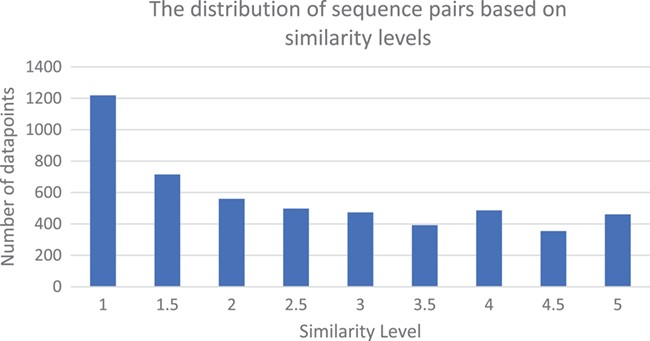 The distribution of sequence pairs based on
similarity levels
Number of datapoints
1400
1200
1000
800
600
400
200
0
1 1.5 2 2.5 3 3.5 4 4.5 5
Similarity Level